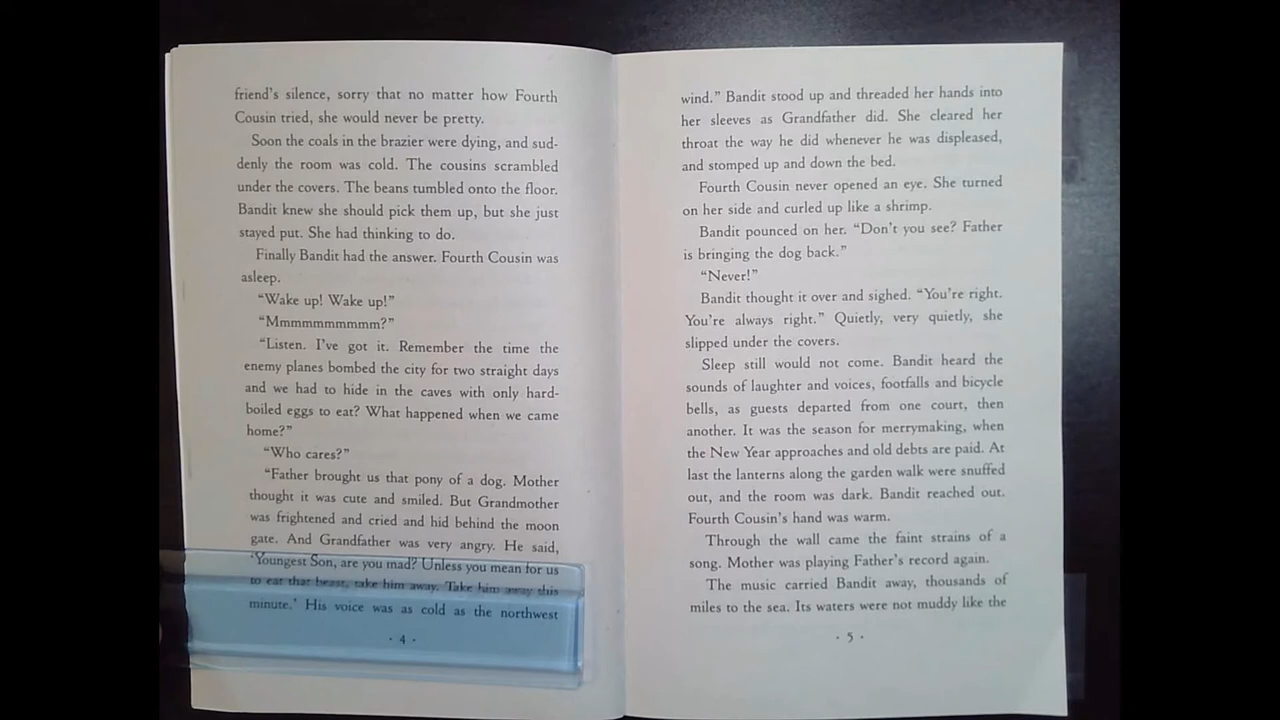 friend's silence, sorry that no matter how Fourth
Cousin tried, she would never be pretty.
Soon the coals in the brazier were dying, and sud-
denly the room was cold. The cousins scrambled
under the covers. The beans tumbled onto the floor.
Bandit knew she should pick them up, but she just
stayed put. She had thinking to do.
Finally Bandit had the answer. Fourth Cousin was
asleep.
“Wake up! Wake up!”
“Mmmmmmmmmm?”
“Listen. I've got it. Remember the time the
enemy planes bombed the city for two straight days
and we had to hide in the caves with only hard-
boiled eggs to eat? What happened when we came
home?”
“Who cares?”
“Father brought us that pony of a dog. Mother
thought it was cute and smiled. But Grandmother
was frightened and cried and hid behind the moon
gate. And Grandfather was very angry. He said,
‘Youngest Son, are you mad? Unless you mean for us
to eat that beast, take him away. Take him away this
minute.’ His voice was as cold as the northwest
· 4 ·
wind.” Bandit stood up and threaded her hands into
her sleeves as Grandfather did. She cleared her
throat the way he did whenever he was displeased,
and stomped up and down the bed.
Fourth Cousin never opened an eye. She turned
on her side and curled up like a shrimp.
Bandit pounced on her. “Don't you see? Father
is bringing the dog back.”
“Never!”
Bandit thought it over and sighed. “You're right.
You're always right.” Quietly, very quietly, she
slipped under the covers.
Sleep still would not come. Bandit heard the
sounds of laughter and voices, footfalls and bicycle
bells, as guests departed from one court, then
another. It was the season for merrymaking, when
the New Year approaches and old debts are paid. At
last the lanterns along the garden walk were snuffed
out, and the room was dark. Bandit reached out.
Fourth Cousin's hand was warm.
Through the wall came the faint strains of a
song. Mother was playing Father's record again.
The music carried Bandit away, thousands of
miles to the sea. Its waters were not muddy like the
· 5 ·